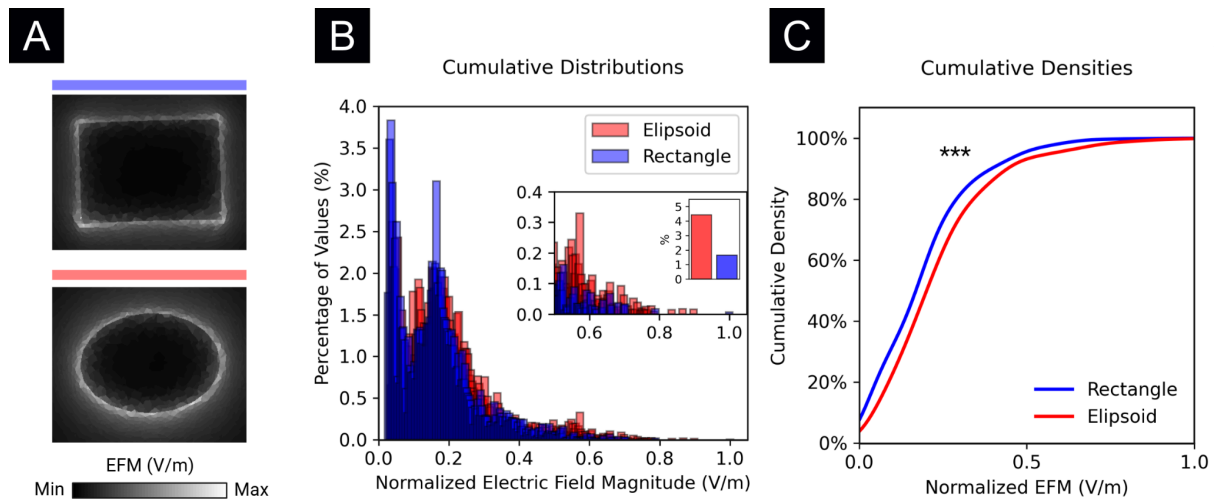 A
EFM (V/m)
Min
Max
B
Cumulative Distributions
Percentage of Values (%)
4.0
3.5
3.0
2.5
2.0
1.5
1.0
0.5
0.0
0.0
0.2
0.4
0.6
0.8
1.0
Normalized Electric Field Magnitude (V/m)
Elipsoid
Rectangle
0.4
0.3
0.2
0.1
0.0
0.6
0.8
1.0
%
5
4
3
2
1
0
C
Cumulative Densities
Cumulative Density
100%
80%
60%
40%
20%
0%
***
Rectangle
Elipsoid
0.0
0.5
1.0
Normalized EFM (V/m)